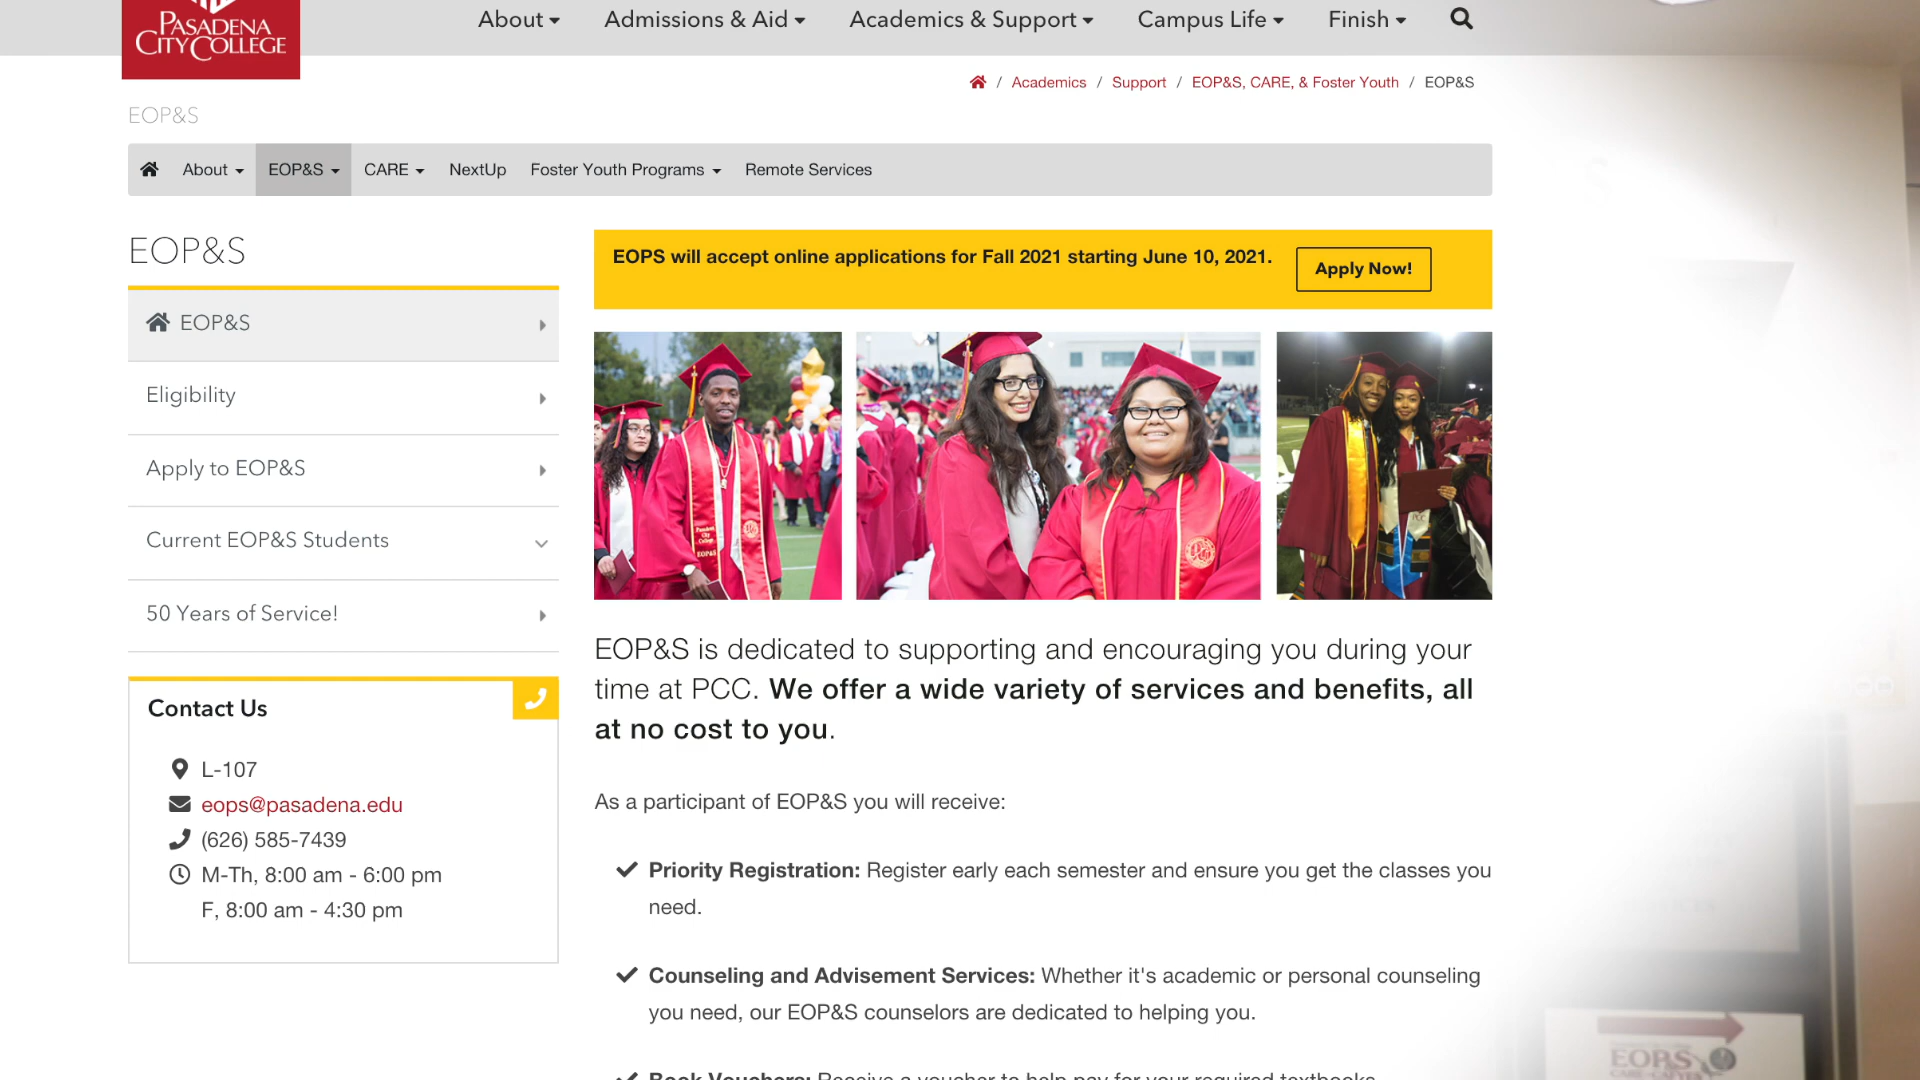 PASADENA
CITY COLLEGE
About
Admissions & Aid
Academics & Support
Campus Life
Finish
/ Academics / Support / EOP&S, CARE, & Foster Youth / EOP&S
EOP&S
About
EOP&S
CARE
NextUp
Foster Youth Programs
Remote Services
EOP&S
EOP&S
Eligibility
Apply to EOP&S
Current EOP&S Students
50 Years of Service!
Contact Us
L-107
eops@pasadena.edu
(626) 585-7439
M-Th, 8:00 am - 6:00 pm
F, 8:00 am - 4:30 pm
EOPS will accept online applications for Fall 2021 starting June 10, 2021.
Apply Now!
Pasadena
City
College
EOP&S
PCC
EOP&S is dedicated to supporting and encouraging you during your
time at PCC. We offer a wide variety of services and benefits, all
at no cost to you.
As a participant of EOP&S you will receive:
Priority Registration: Register early each semester and ensure you get the classes you
need.
Counseling and Advisement Services: Whether it's academic or personal counseling
you need, our EOP&S counselors are dedicated to helping you.
Book Vouchers: Receive a voucher to help pay for your required textbooks.
EOPS